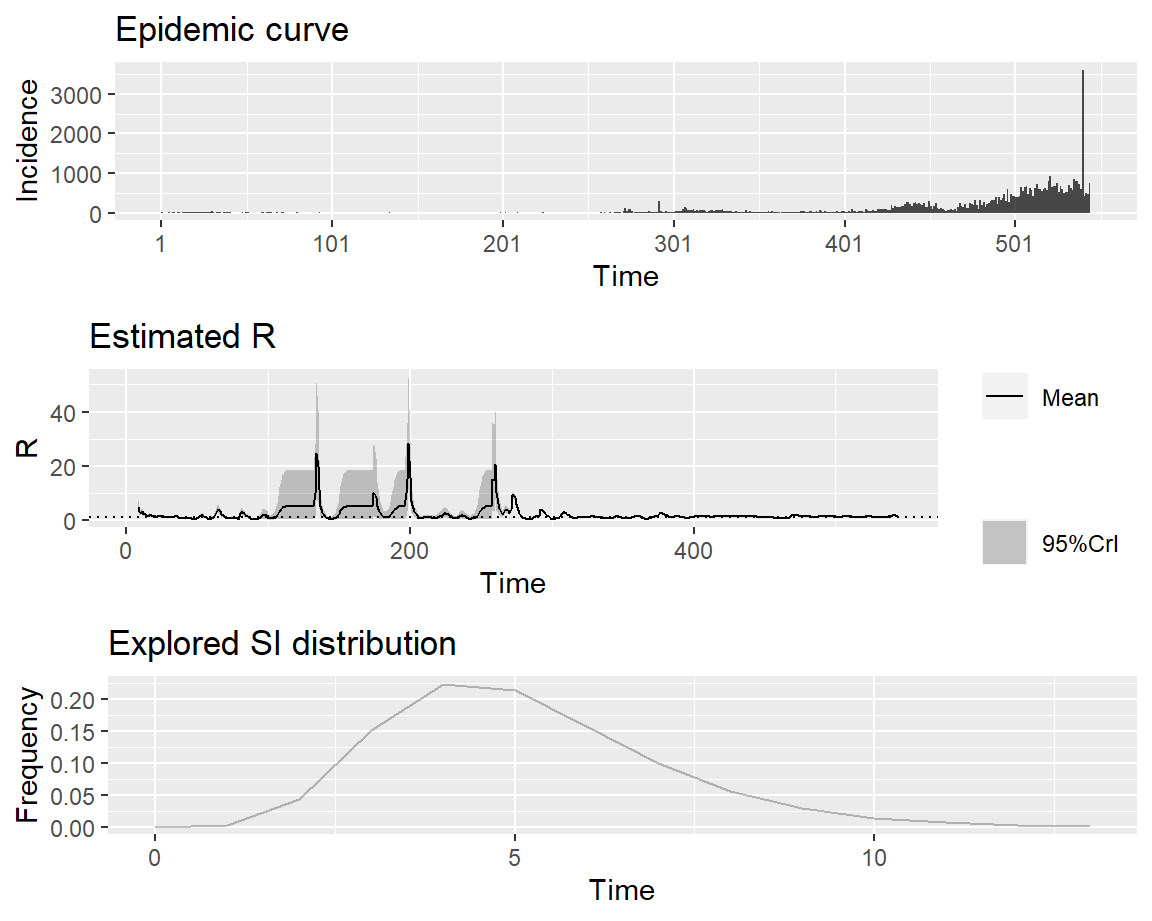 Epidemic curve
Incidence
3000
2000
1000
0
1 101 201 301 401 501
Time
Estimated R
R
40
20
0
0 200 400
Time
Mean
95%CrI
Explored SI distribution
Frequency
0.20
0.15
0.10
0.05
0.00
0 5 10
Time